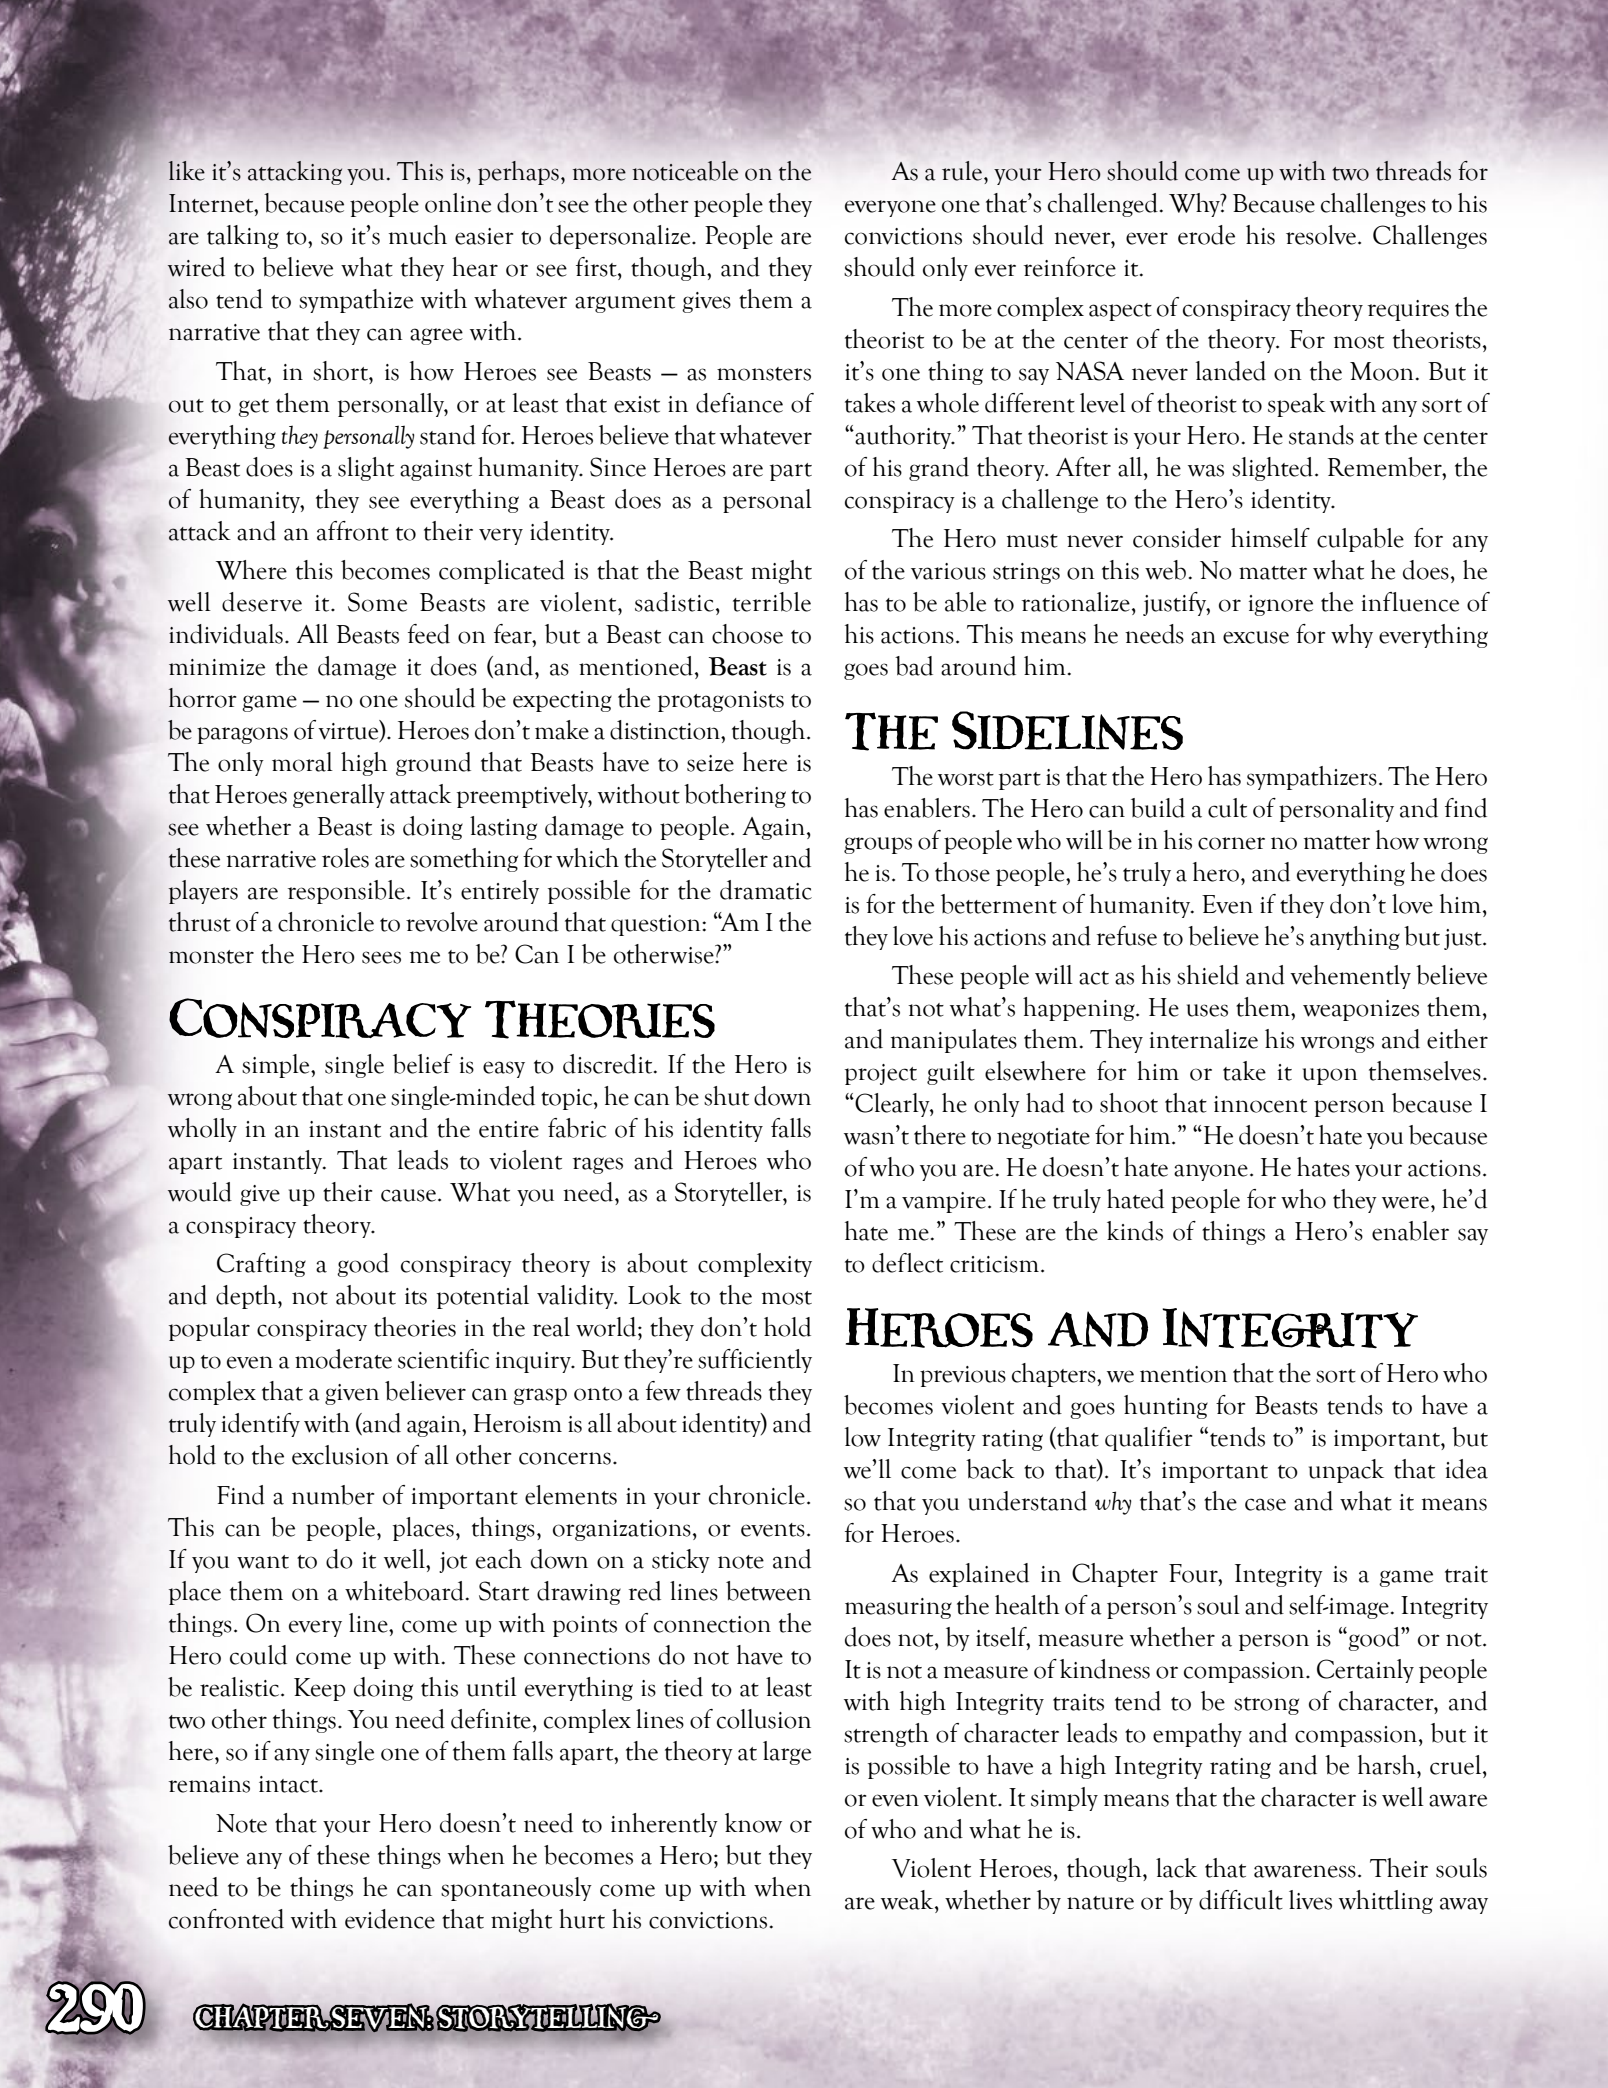 like it's attacking you. This is, perhaps, more noticeable on the
Internet, because people online don't see the other people they
are talking to, so it's much easier to depersonalize. People are
wired to believe what they hear or see first, though, and they
also tend to sympathize with whatever argument gives them a
narrative that they can agree with.
That, in short, is how Heroes see Beasts — as monsters
out to get them personally, or at least that exist in defiance of
everything they personally stand for. Heroes believe that whatever
a Beast does is a slight against humanity. Since Heroes are part
of humanity, they see everything a Beast does as a personal
attack and an affront to their very identity.
Where this becomes complicated is that the Beast might
well deserve it. Some Beasts are violent, sadistic, terrible
individuals. All Beasts feed on fear, but a Beast can choose to
minimize the damage it does (and, as mentioned, Beast is a
horror game — no one should be expecting the protagonists to
be paragons of virtue). Heroes don't make a distinction, though.
The only moral high ground that Beasts have to seize here is
that Heroes generally attack preemptively, without bothering to
see whether a Beast is doing lasting damage to people. Again,
these narrative roles are something for which the Storyteller and
players are responsible. It's entirely possible for the dramatic
thrust of a chronicle to revolve around that question: “Am I the
monster the Hero sees me to be? Can I be otherwise?”
Conspiracy Theories
A simple, single belief is easy to discredit. If the Hero is
wrong about that one single-minded topic, he can be shut down
wholly in an instant and the entire fabric of his identity falls
apart instantly. That leads to violent rages and Heroes who
would give up their cause. What you need, as a Storyteller, is
a conspiracy theory.
Crafting a good conspiracy theory is about complexity
and depth, not about its potential validity. Look to the most
popular conspiracy theories in the real world; they don't hold
up to even a moderate scientific inquiry. But they're sufficiently
complex that a given believer can grasp onto a few threads they
truly identify with (and again, Heroism is all about identity) and
hold to the exclusion of all other concerns.
Find a number of important elements in your chronicle.
This can be people, places, things, organizations, or events.
If you want to do it well, jot each down on a sticky note and
place them on a whiteboard. Start drawing red lines between
things. On every line, come up with points of connection the
Hero could come up with. These connections do not have to
be realistic. Keep doing this until everything is tied to at least
two other things. You need definite, complex lines of collusion
here, so if any single one of them falls apart, the theory at large
remains intact.
Note that your Hero doesn't need to inherently know or
believe any of these things when he becomes a Hero; but they
need to be things he can spontaneously come up with when
confronted with evidence that might hurt his convictions.
As a rule, your Hero should come up with two threads for
everyone one that's challenged. Why? Because challenges to his
convictions should never, ever erode his resolve. Challenges
should only ever reinforce it.
The more complex aspect of conspiracy theory requires the
theorist to be at the center of the theory. For most theorists,
it's one thing to say NASA never landed on the Moon. But it
takes a whole different level of theorist to speak with any sort of
“authority.” That theorist is your Hero. He stands at the center
of his grand theory. After all, he was slighted. Remember, the
conspiracy is a challenge to the Hero's identity.
The Hero must never consider himself culpable for any
of the various strings on this web. No matter what he does, he
has to be able to rationalize, justify, or ignore the influence of
his actions. This means he needs an excuse for why everything
goes bad around him.
The Sidelines
The worst part is that the Hero has sympathizers. The Hero
has enablers. The Hero can build a cult of personality and find
groups of people who will be in his corner no matter how wrong
he is. To those people, he's truly a hero, and everything he does
is for the betterment of humanity. Even if they don't love him,
they love his actions and refuse to believe he's anything but just.
These people will act as his shield and vehemently believe
that's not what's happening. He uses them, weaponizes them,
and manipulates them. They internalize his wrongs and either
project guilt elsewhere for him or take it upon themselves.
“Clearly, he only had to shoot that innocent person because I
wasn't there to negotiate for him.” “He doesn't hate you because
of who you are. He doesn't hate anyone. He hates your actions.
I'm a vampire. If he truly hated people for who they were, he'd
hate me.” These are the kinds of things a Hero's enabler say
to deflect criticism.
Heroes and Integrity
In previous chapters, we mention that the sort of Hero who
becomes violent and goes hunting for Beasts tends to have a
low Integrity rating (that qualifier “tends to” is important, but
we'll come back to that). It's important to unpack that idea
so that you understand why that's the case and what it means
for Heroes.
As explained in Chapter Four, Integrity is a game trait
measuring the health of a person's soul and self-image. Integrity
does not, by itself, measure whether a person is “good” or not.
It is not a measure of kindness or compassion. Certainly people
with high Integrity traits tend to be strong of character, and
strength of character leads to empathy and compassion, but it
is possible to have a high Integrity rating and be harsh, cruel,
or even violent. It simply means that the character is well aware
of who and what he is.
Violent Heroes, though, lack that awareness. Their souls
are weak, whether by nature or by difficult lives whittling away
290
CHAPTER SEVEN: STORYTELLING